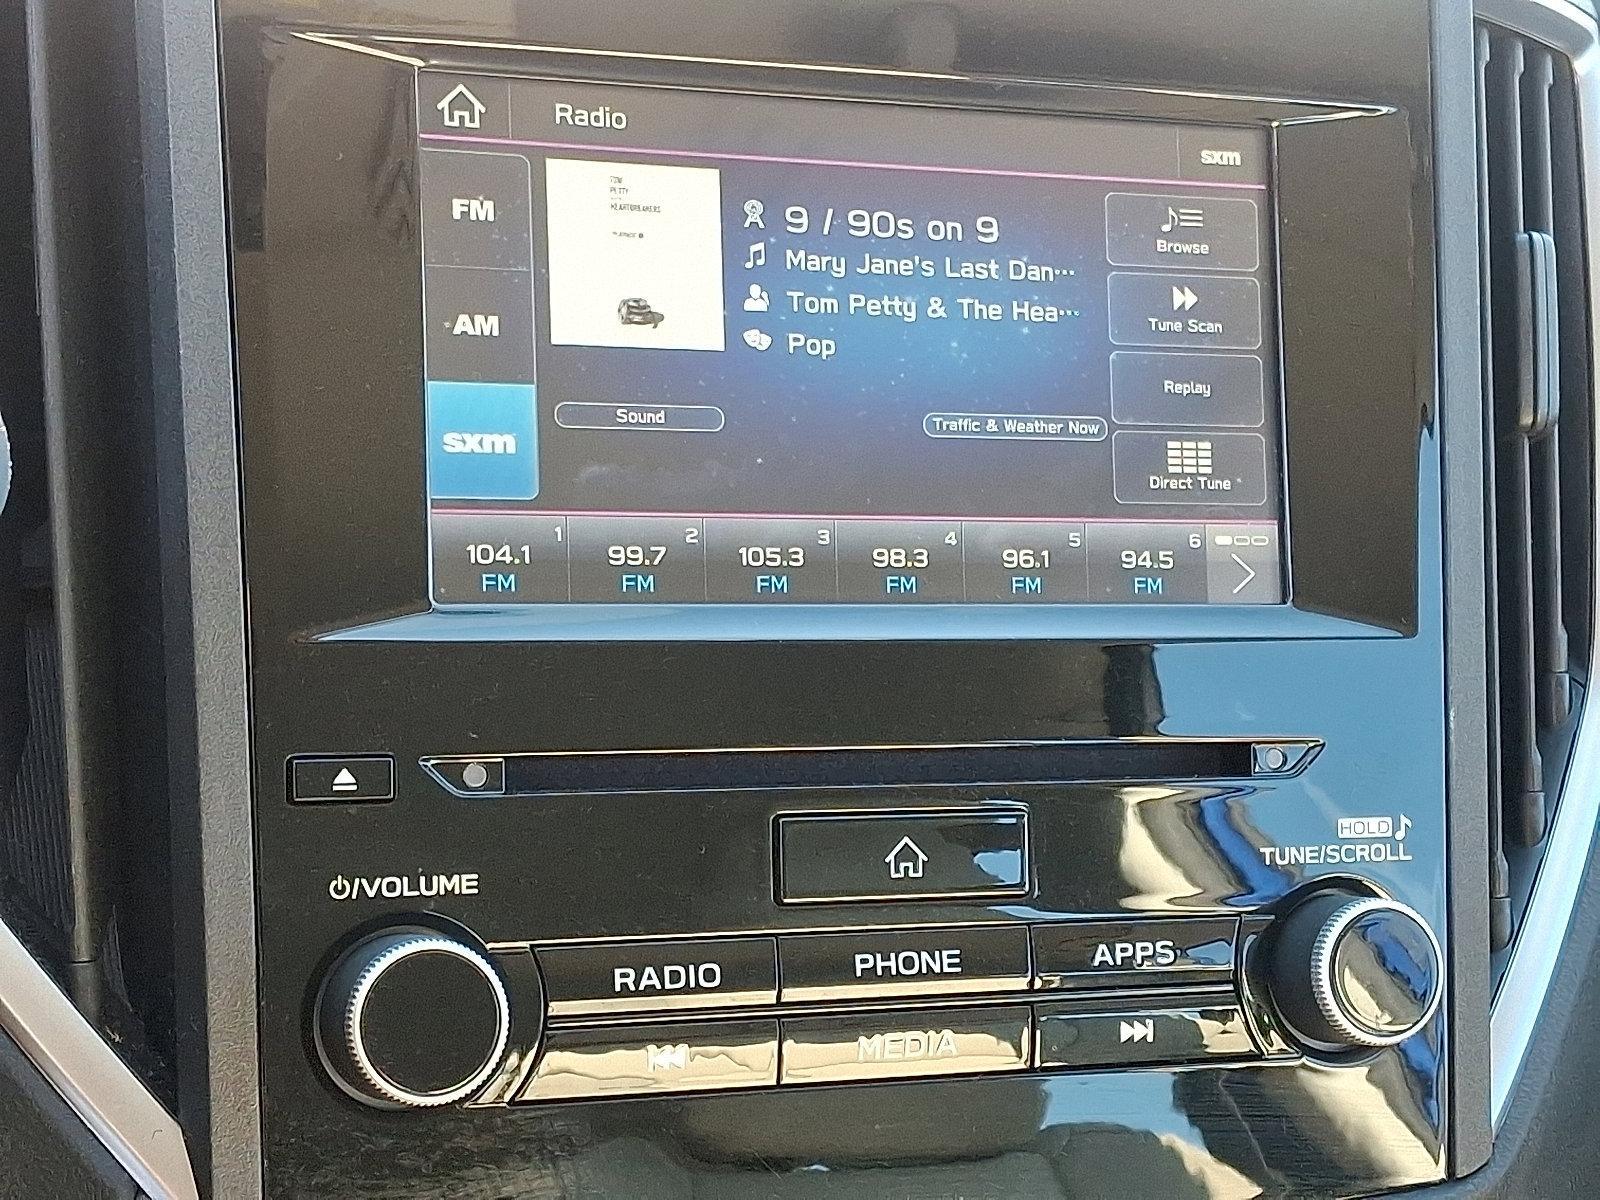 Radio
sxm
FM
AM
sxm
TOM
PETTY
HEARTBREAKERS
9 / 90s on 9
Mary Jane's Last Dan…
Tom Petty & The Hea…
Pop
Browse
Tune Scan
Replay
Direct Tune
Sound
Traffic & Weather Now
1
104.1
FM
2
99.7
FM
3
105.3
FM
4
98.3
FM
5
96.1
FM
6
94.5
FM
HOLD
TUNE/SCROLL
/VOLUME
RADIO
PHONE
APPS
MEDIA